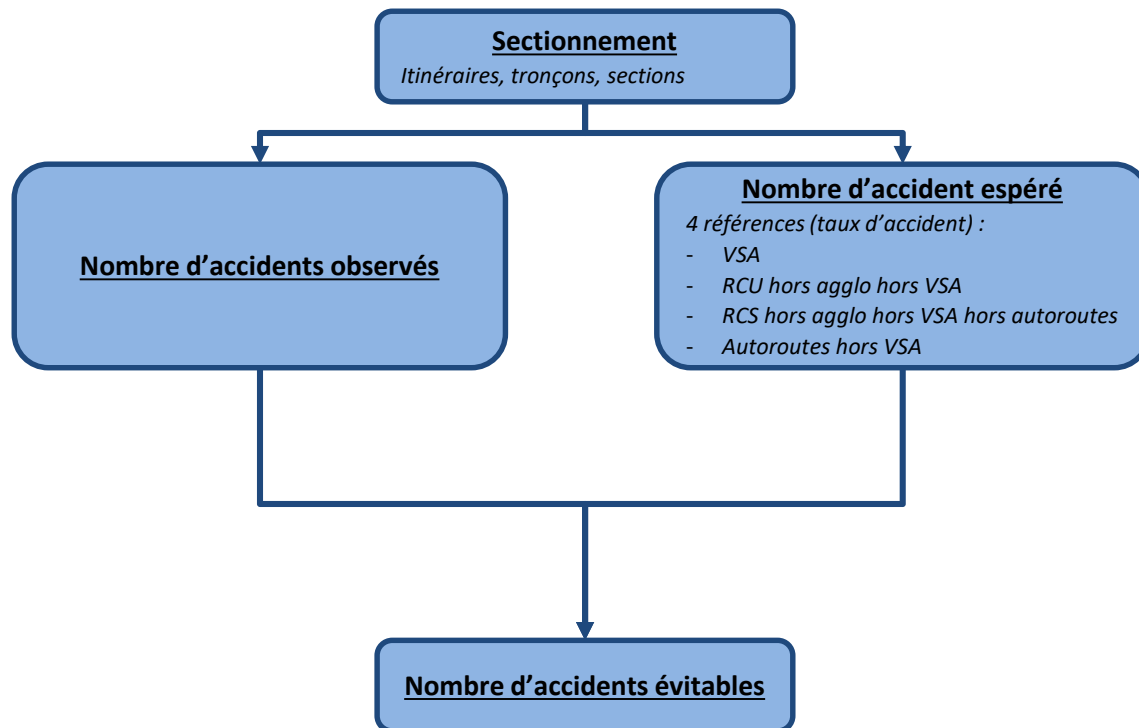 Sectionnement
Itinéraires, tronçons, sections
Nombre d'accidents observés
Nombre d'accident espéré
4 références (taux d'accident) :
- VSA
- RCU hors agglo hors VSA
- RCS hors agglo hors VSA hors autoroutes
- Autoroutes hors VSA
Nombre d'accidents évitables